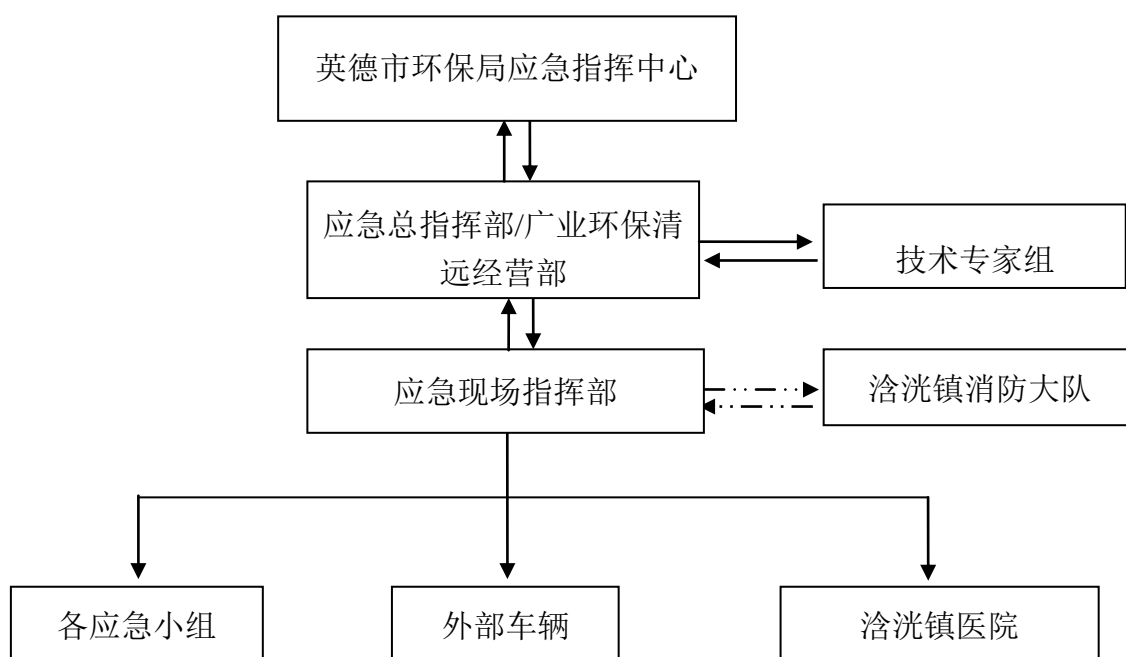 英德市环保局应急指挥中心
应急总指挥部/广业环保清
远经营部
技术专家组
应急现场指挥部
浛洸镇消防大队
各应急小组
外部车辆
浛洸镇医院